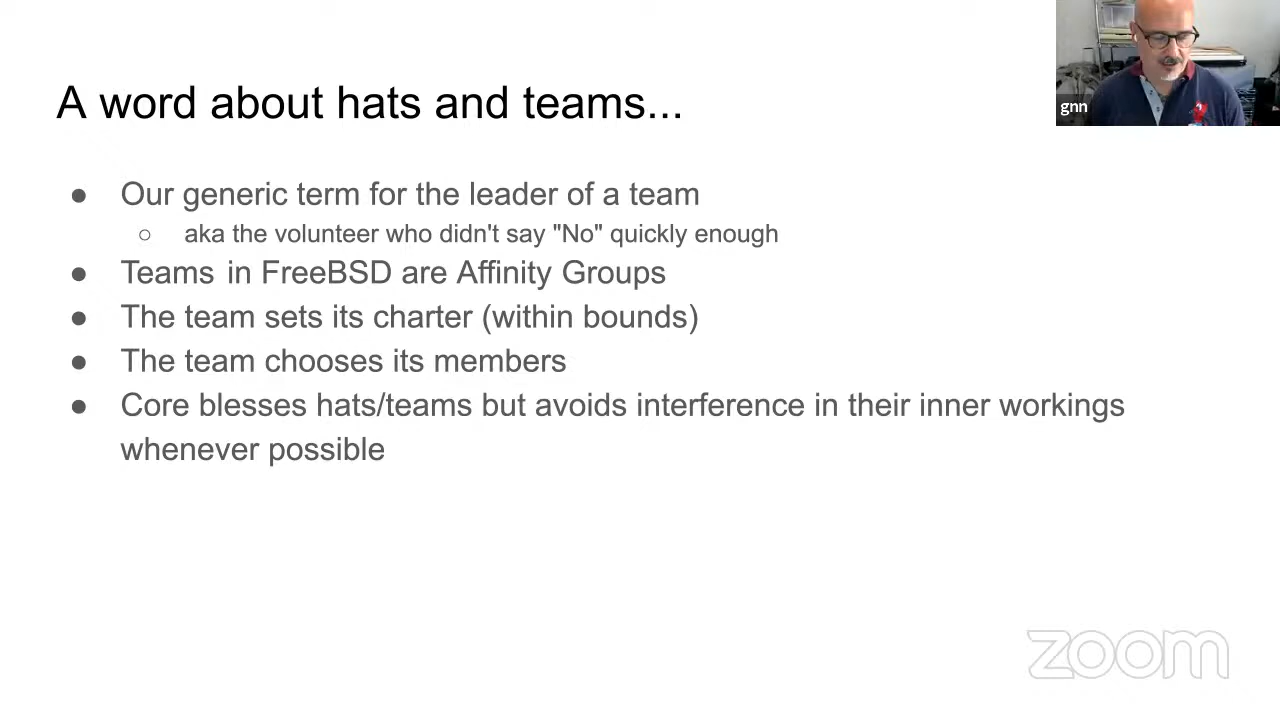 A word about hats and teams...
gnn
● Our generic term for the leader of a team
○ aka the volunteer who didn't say "No" quickly enough
● Teams in FreeBSD are Affinity Groups
● The team sets its charter (within bounds)
● The team chooses its members
● Core blesses hats/teams but avoids interference in their inner workings
whenever possible
zoom